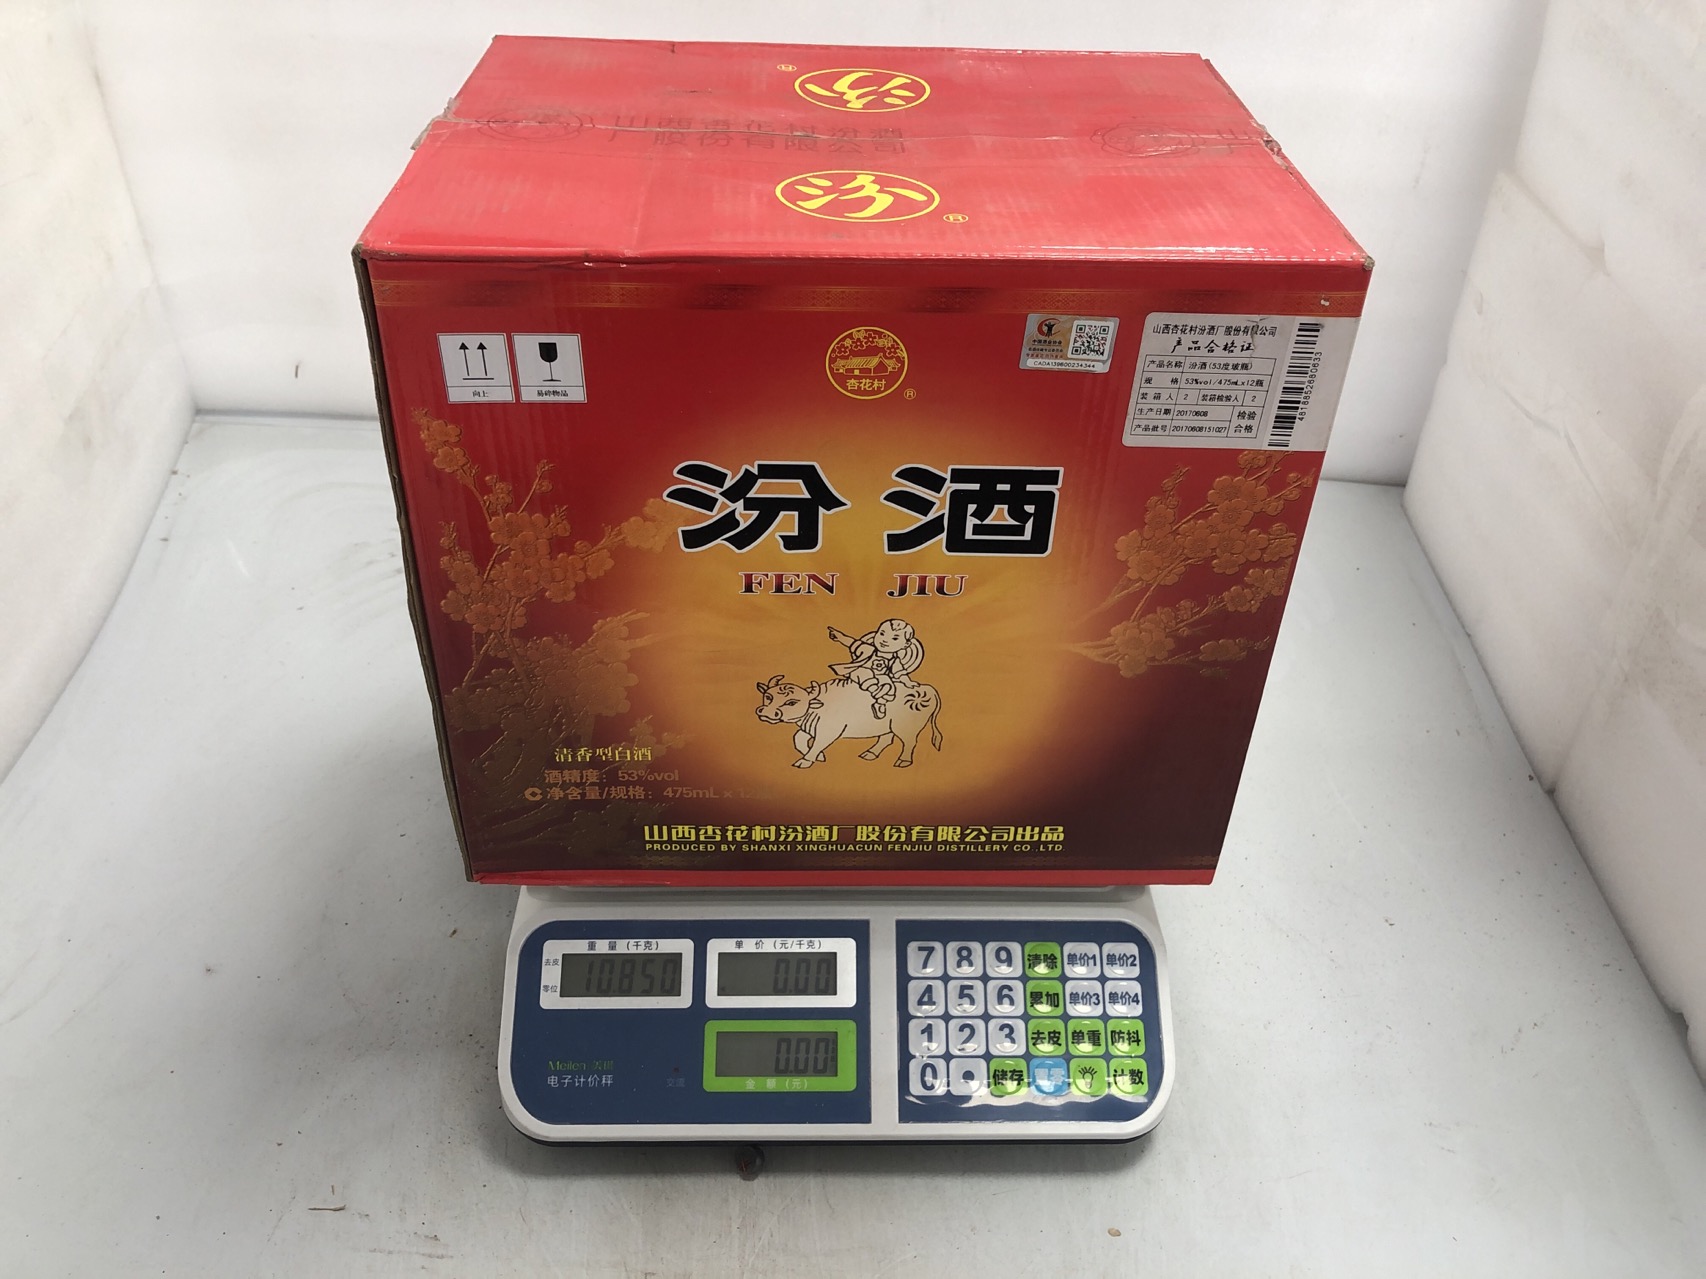 汾
®
山西杏花村汾酒
厂股份有限公司
汾
®
向上
易碎物品
杏花村
®
中国酒业协会
CADA139600234344
山西杏花村汾酒厂股份有限公司
产品合格证
产品名称 汾酒(53度玻瓶)
规 格 53%vol/475mL×12瓶
装箱人 2 装箱检验人 2
生产日期 20170608 检验
产品批号 20170608151027 合格
汾酒
FEN JIU
清香型白酒
酒精度：53%vol
净含量/规格：475mL×12
山西杏花村汾酒厂股份有限公司出品
PRODUCED BY SHANXI XINGHUACUN FENJIU DISTILLERY CO.,LTD
重量(千克)
单价(元/千克)
去皮
零位
10.850
0.00
0.00
金额(元)
Meilen
电子计价秤
交流
7 8 9 清除 单价1 单价2
4 5 6 累加 单价3 单价4
1 2 3 去皮 单重 防抖
0 • 储存 计数